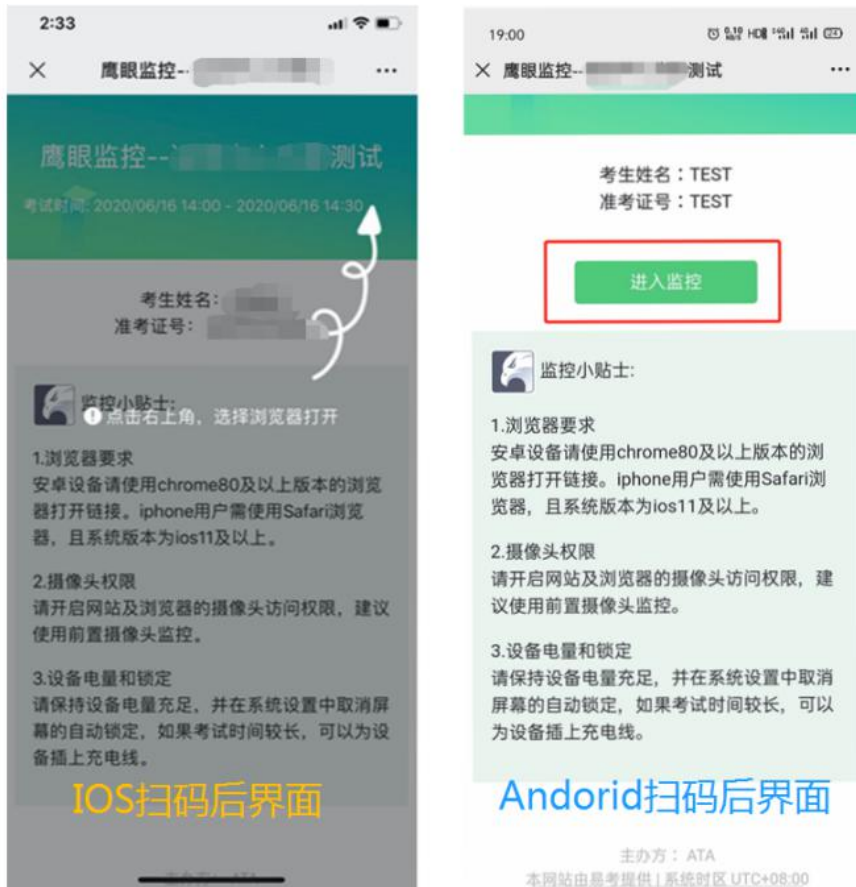 2:33
鹰眼监控--
鹰眼监控-- 测试
考试时间: 2020/06/16 14:00 - 2020/06/16 14:30
考生姓名:
准考证号:
监控小贴士:
点击右上角，选择浏览器打开
1.浏览器要求
安卓设备请使用chrome80及以上版本的浏览
器打开链接。iphone用户需使用Safari浏览
器，且系统版本为ios11及以上。
2.摄像头权限
请开启网站及浏览器的摄像头访问权限，建议
使用前置摄像头监控。
3.设备电量和锁定
请保持设备电量充足，并在系统设置中取消屏
幕的自动锁定，如果考试时间较长，可以为设
备插上充电线。
IOS扫码后界面
主办方：ATA
19:00
鹰眼监控-- 测试
考生姓名：TEST
准考证号：TEST
进入监控
监控小贴士:
1.浏览器要求
安卓设备请使用chrome80及以上版本的浏
览器打开链接。iphone用户需使用Safari浏
览器，且系统版本为ios11及以上。
2.摄像头权限
请开启网站及浏览器的摄像头访问权限，建
议使用前置摄像头监控。
3.设备电量和锁定
请保持设备电量充足，并在系统设置中取消
屏幕的自动锁定，如果考试时间较长，可以
为设备插上充电线。
Andorid扫码后界面
主办方： ATA
本网站由易考提供 | 系统时区 UTC+08:00